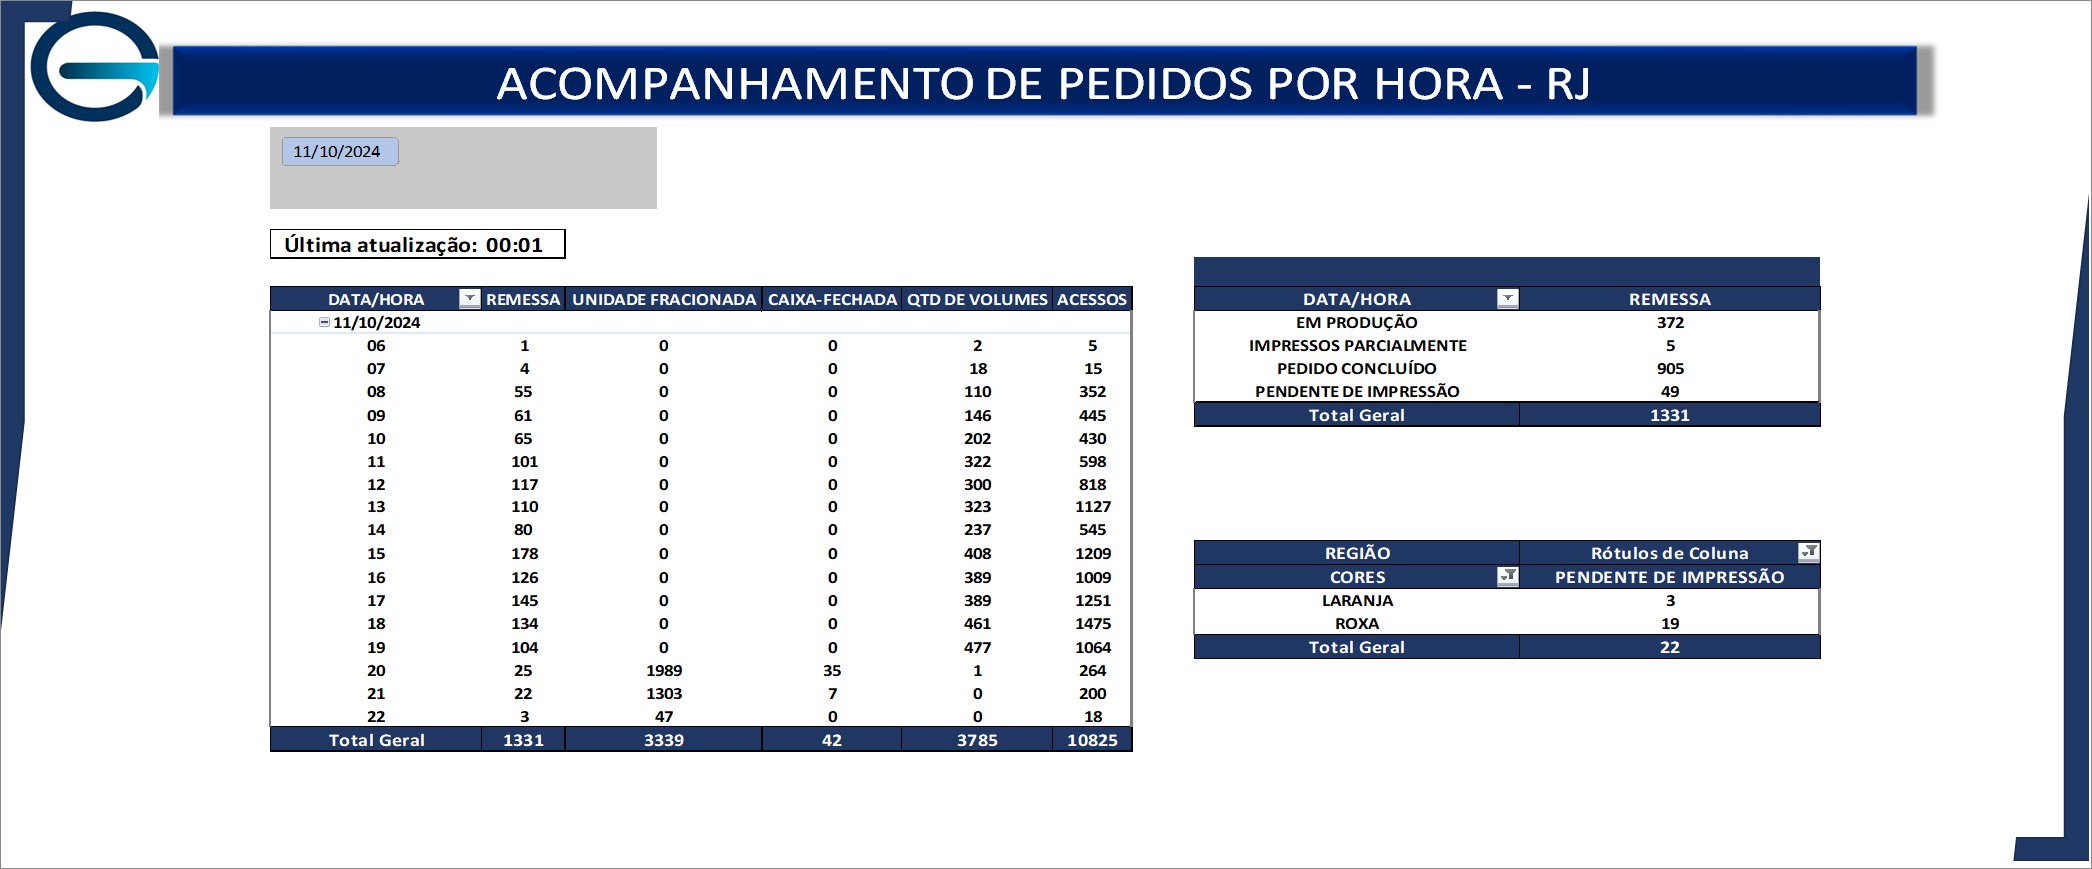 ACOMPANHAMENTO DE PEDIDOS POR HORA - RJ
11/10/2024
Última atualização: 00:01
DATA/HORA REMESSA UNIDADE FRACIONADA CAIXA-FECHADA QTD DE VOLUMES ACESSOS
11/10/2024
06 1 0 0 2 5
07 4 0 0 18 15
08 55 0 0 110 352
09 61 0 0 146 445
10 65 0 0 202 430
11 101 0 0 322 598
12 117 0 0 300 818
13 110 0 0 323 1127
14 80 0 0 237 545
15 178 0 0 408 1209
16 126 0 0 389 1009
17 145 0 0 389 1251
18 134 0 0 461 1475
19 104 0 0 477 1064
20 25 1989 35 1 264
21 22 1303 7 0 200
22 3 47 0 0 18
Total Geral 1331 3339 42 3785 10825
DATA/HORA REMESSA
EM PRODUÇÃO 372
IMPRESSOS PARCIALMENTE 5
PEDIDO CONCLUÍDO 905
PENDENTE DE IMPRESSÃO 49
Total Geral 1331
REGIÃO Rótulos de Coluna
CORES PENDENTE DE IMPRESSÃO
LARANJA 3
ROXA 19
Total Geral 22